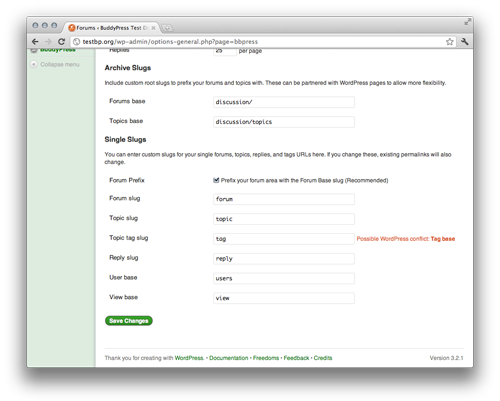 Forums ‹ BuddyPress Test D
testbp.org/wp-admin/options-general.php?page=bbpress
BuddyPress
Collapse menu
Replies 25 per page
Archive Slugs
Include custom root slugs to prefix your forums and topics with. These can be partnered with WordPress pages to allow more flexibility.
Forums base discussion/
Topics base discussion/topics
Single Slugs
You can enter custom slugs for your single forums, topics, replies, and tags URLs here. If you change these, existing permalinks will also
change.
Forum Prefix Prefix your forum area with the Forum Base slug (Recommended)
Forum slug forum
Topic slug topic
Topic tag slug tag Possible WordPress conflict: Tag base
Reply slug reply
User base users
View base view
Save Changes
Thank you for creating with WordPress. • Documentation • Freedoms • Feedback • Credits Version 3.2.1